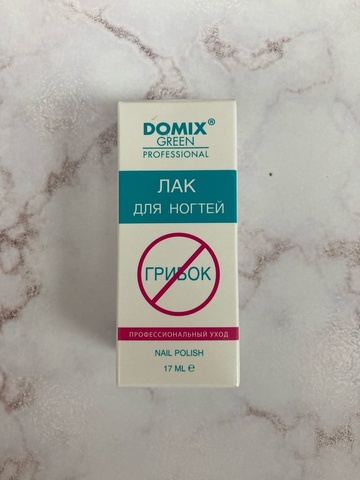 DOMIX®
GREEN
PROFESSIONAL
ЛАК
ДЛЯ НОГТЕЙ
ГРИБОК
ПРОФЕССИОНАЛЬНЫЙ УХОД
NAIL POLISH
17 ML ℮